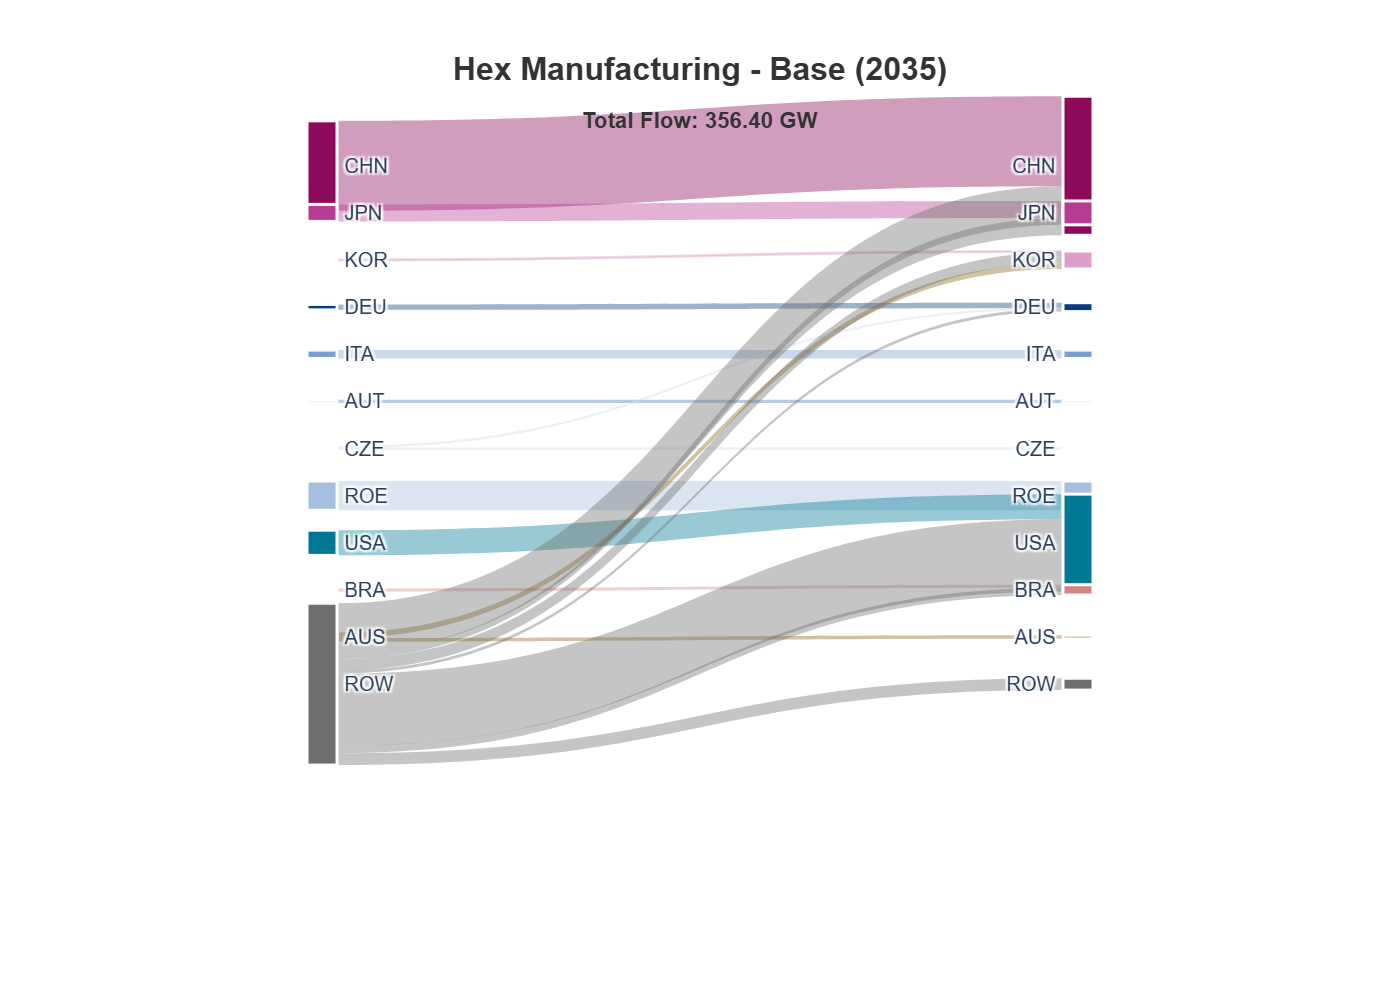 Hex Manufacturing - Base (2035)
Total Flow: 356.40 GW
CHN
CHN
JPN
JPN
KOR
KOR
DEU
DEU
ITA
ITA
AUT
AUT
CZE
CZE
ROE
ROE
USA
USA
BRA
BRA
AUS
AUS
ROW
ROW